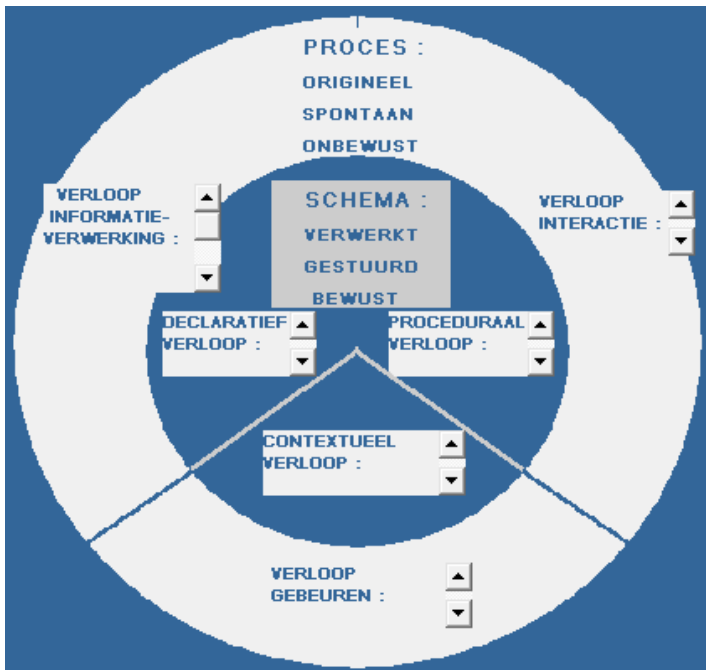 PROCES :
ORIGINEEL
SPONTAAN
ONBEWUST
VERLOOP
INFORMATIE-
VERWERKING :
SCHEMA :
VERWERKT
GESTUURD
BEWUST
VERLOOP
INTERACTIE :
DECLARATIEF
VERLOOP :
PROCEDURAAL
VERLOOP :
CONTEXTUEEL
VERLOOP :
VERLOOP
GEBEUREN :